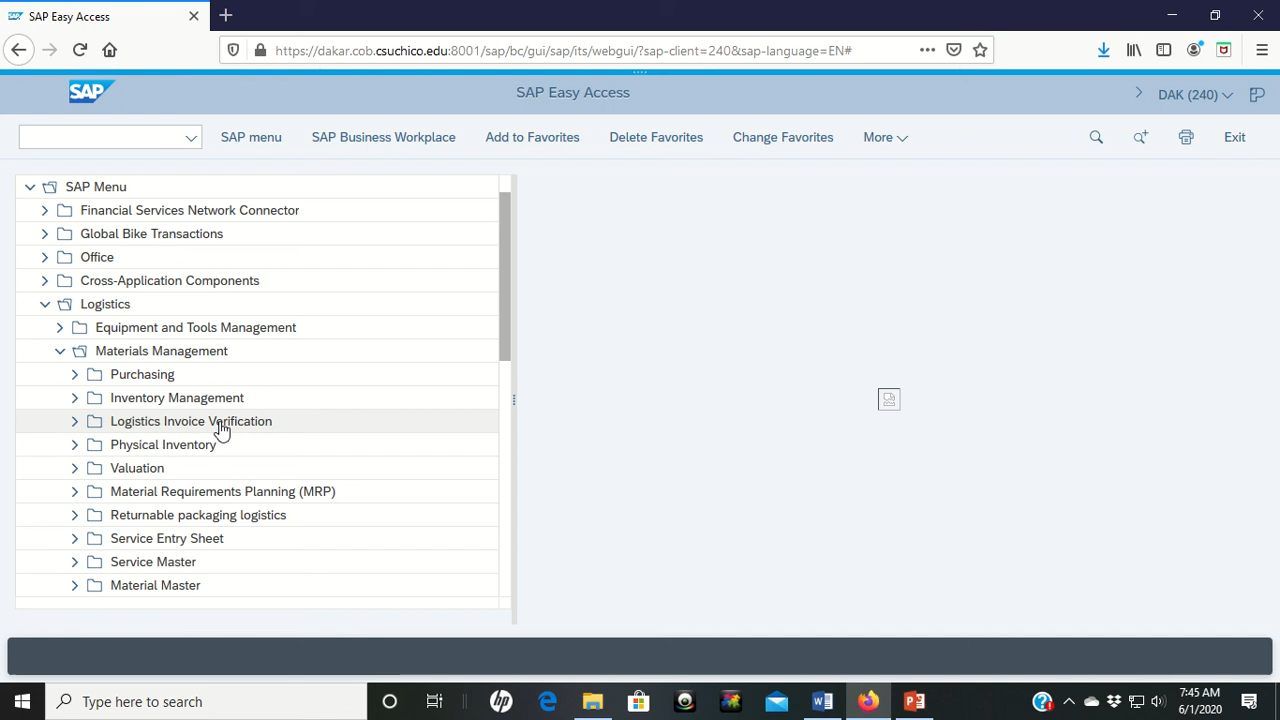 SAP Easy Access
https://dakar.cob.csuchico.edu:8001/sap/bc/gui/sap/its/webgui/?sap-client=240&sap-language=EN#
SAP
SAP Easy Access
DAK (240)
SAP menu
SAP Business Workplace
Add to Favorites
Delete Favorites
Change Favorites
More
Exit
SAP Menu
Financial Services Network Connector
Global Bike Transactions
Office
Cross-Application Components
Logistics
Equipment and Tools Management
Materials Management
Purchasing
Inventory Management
Logistics Invoice Verification
Physical Inventory
Valuation
Material Requirements Planning (MRP)
Returnable packaging logistics
Service Entry Sheet
Service Master
Material Master
Type here to search
7:45 AM
6/1/2020